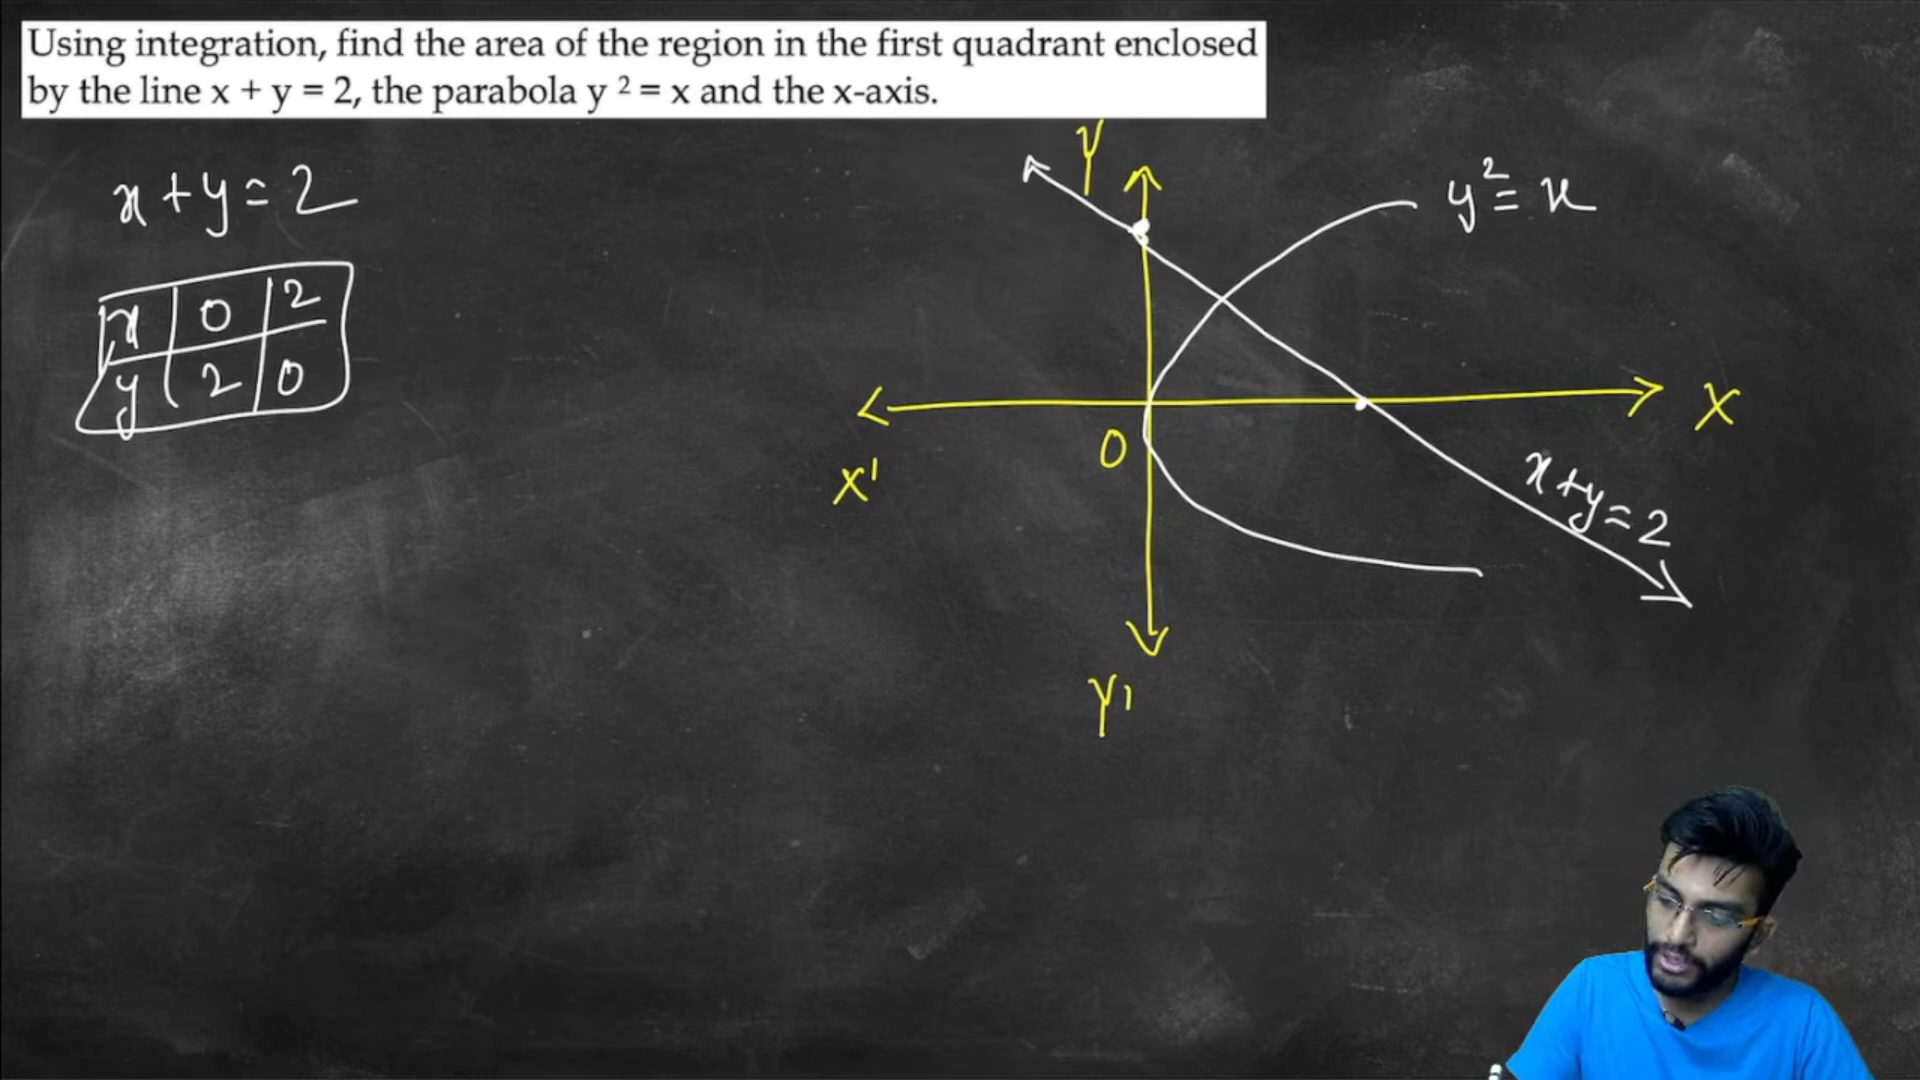 Using integration, find the area of the region in the first quadrant enclosed
by the line x + y = 2, the parabola y ² = x and the x-axis.
x + y = 2
x | 0 | 2
y | 2 | 0
Y
y² = x
X
O
X'
x + y = 2
Y'